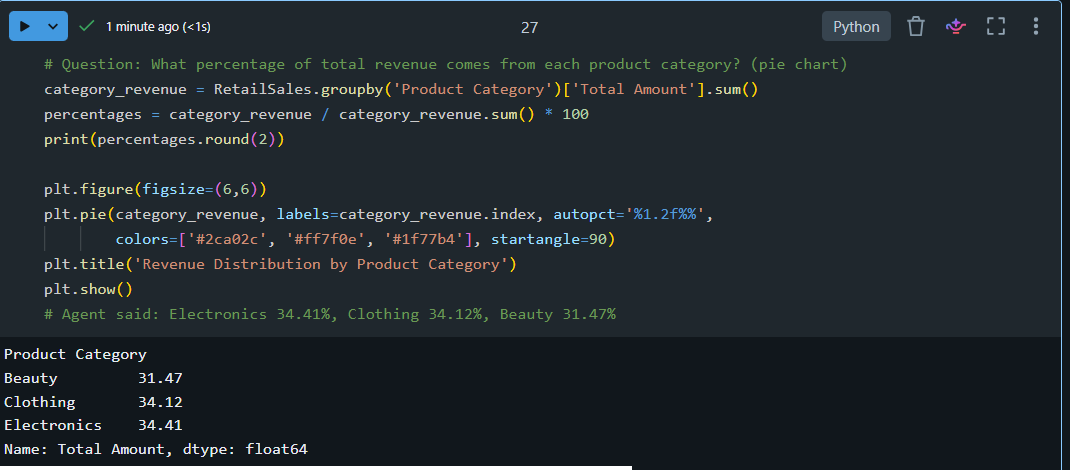 1 minute ago (<1s)
27
Python
# Question: What percentage of total revenue comes from each product category? (pie chart)
category_revenue = RetailSales.groupby('Product Category')['Total Amount'].sum()
percentages = category_revenue / category_revenue.sum() * 100
print(percentages.round(2))
plt.figure(figsize=(6,6))
plt.pie(category_revenue, labels=category_revenue.index, autopct='%1.2f%%',
colors=['#2ca02c', '#ff7f0e', '#1f77b4'], startangle=90)
plt.title('Revenue Distribution by Product Category')
plt.show()
# Agent said: Electronics 34.41%, Clothing 34.12%, Beauty 31.47%
Product Category
Beauty 31.47
Clothing 34.12
Electronics 34.41
Name: Total Amount, dtype: float64